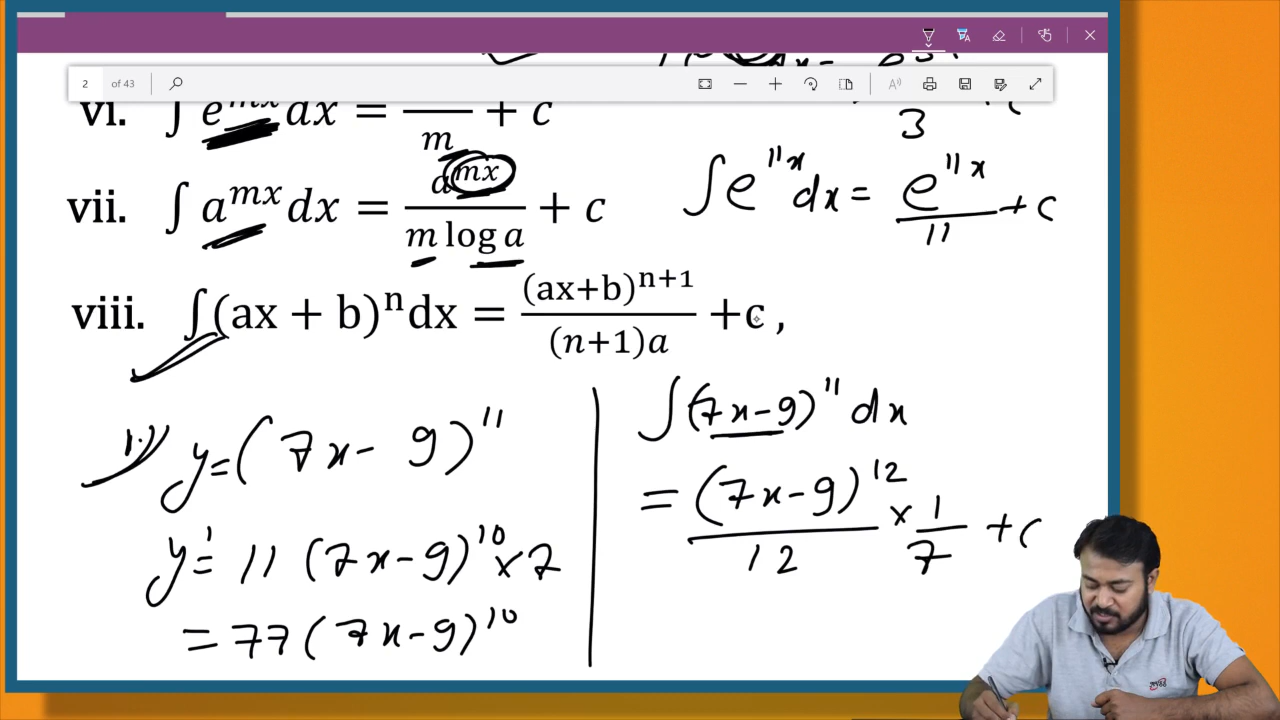 2 of 43
vi. ∫ e^{mx} dx = / m + c
3
∫ e^{11x} dx = e^{11x} / 11 + c
vii. ∫ a^{mx} dx = a^{mx} / m log a + c
viii. ∫(ax + b)^n dx = (ax+b)^{n+1} / (n+1)a +c ,
1.) y = (7x - 9)^{11}
y' = 11 (7x-9)^{10} × 7
= 77 (7x-9)^{10}
∫ (7x-9)^{11} dx
= (7x-9)^{12} / 12 × 1/7 + c